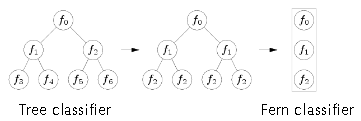 f0 f0 f0
f1 f2 f1 f1 f1
f3 f4 f5 f6 f2 f2 f2 f2 f2
Tree classifier Fern classifier